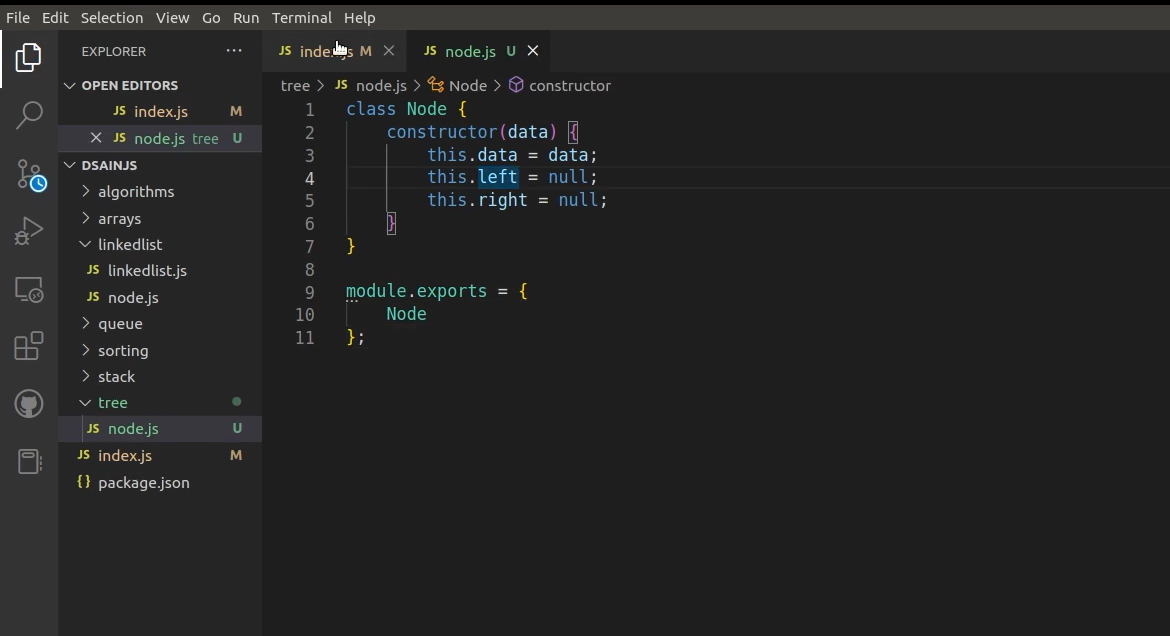 File Edit Selection View Go Run Terminal Help
EXPLORER ···
JS index.js M
JS node.js U
OPEN EDITORS
JS index.js M
JS node.js tree U
DSAINJS
algorithms
arrays
linkedlist
JS linkedlist.js
JS node.js
queue
sorting
stack
tree
JS node.js U
JS index.js M
{} package.json
tree > JS node.js > Node > constructor
1 class Node {
2 constructor(data) {
3 this.data = data;
4 this.left = null;
5 this.right = null;
6 }
7 }
8
9 module.exports = {
10 Node
11 };